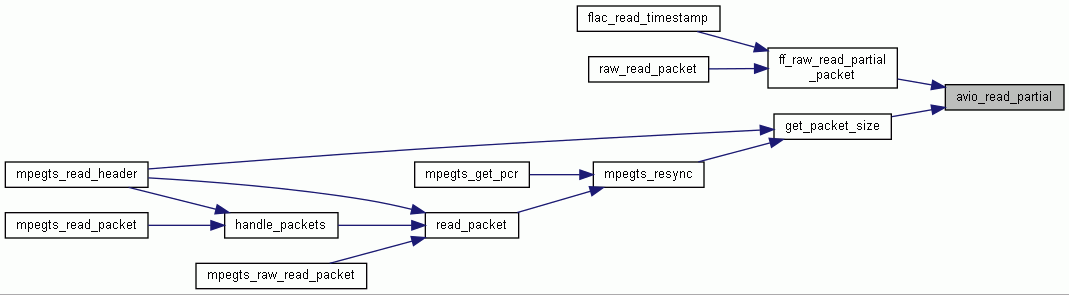 flac_read_timestamp
raw_read_packet
ff_raw_read_partial
_packet
avio_read_partial
get_packet_size
mpegts_read_header
mpegts_get_pcr
mpegts_resync
mpegts_read_packet
handle_packets
read_packet
mpegts_raw_read_packet